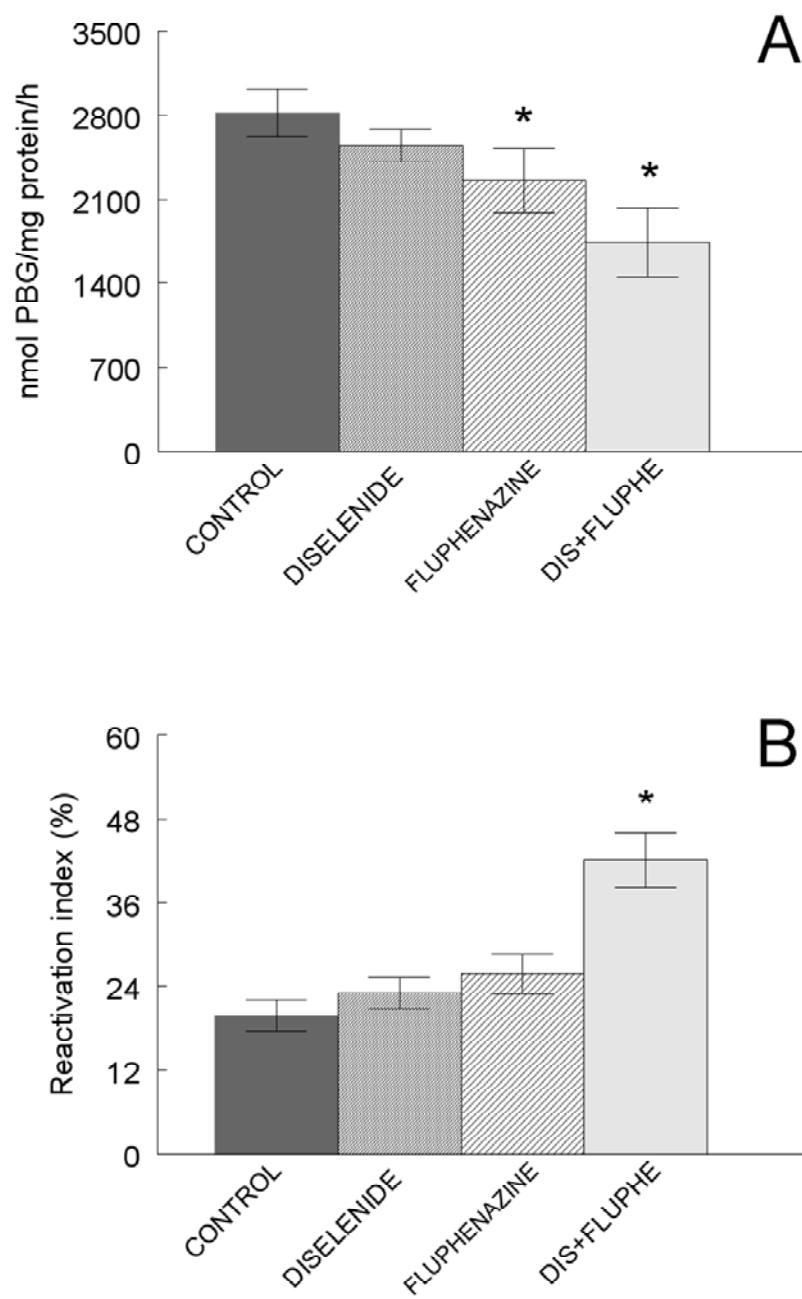 A
3500
2800
2100
1400
700
0
nmol PBG/mg protein/h
*
*
CONTROL
DISELENIDE
FLUPHENAZINE
DIS+FLUPHE
B
60
48
36
24
12
0
Reactivation index (%)
*
CONTROL
DISELENIDE
FLUPHENAZINE
DIS+FLUPHE